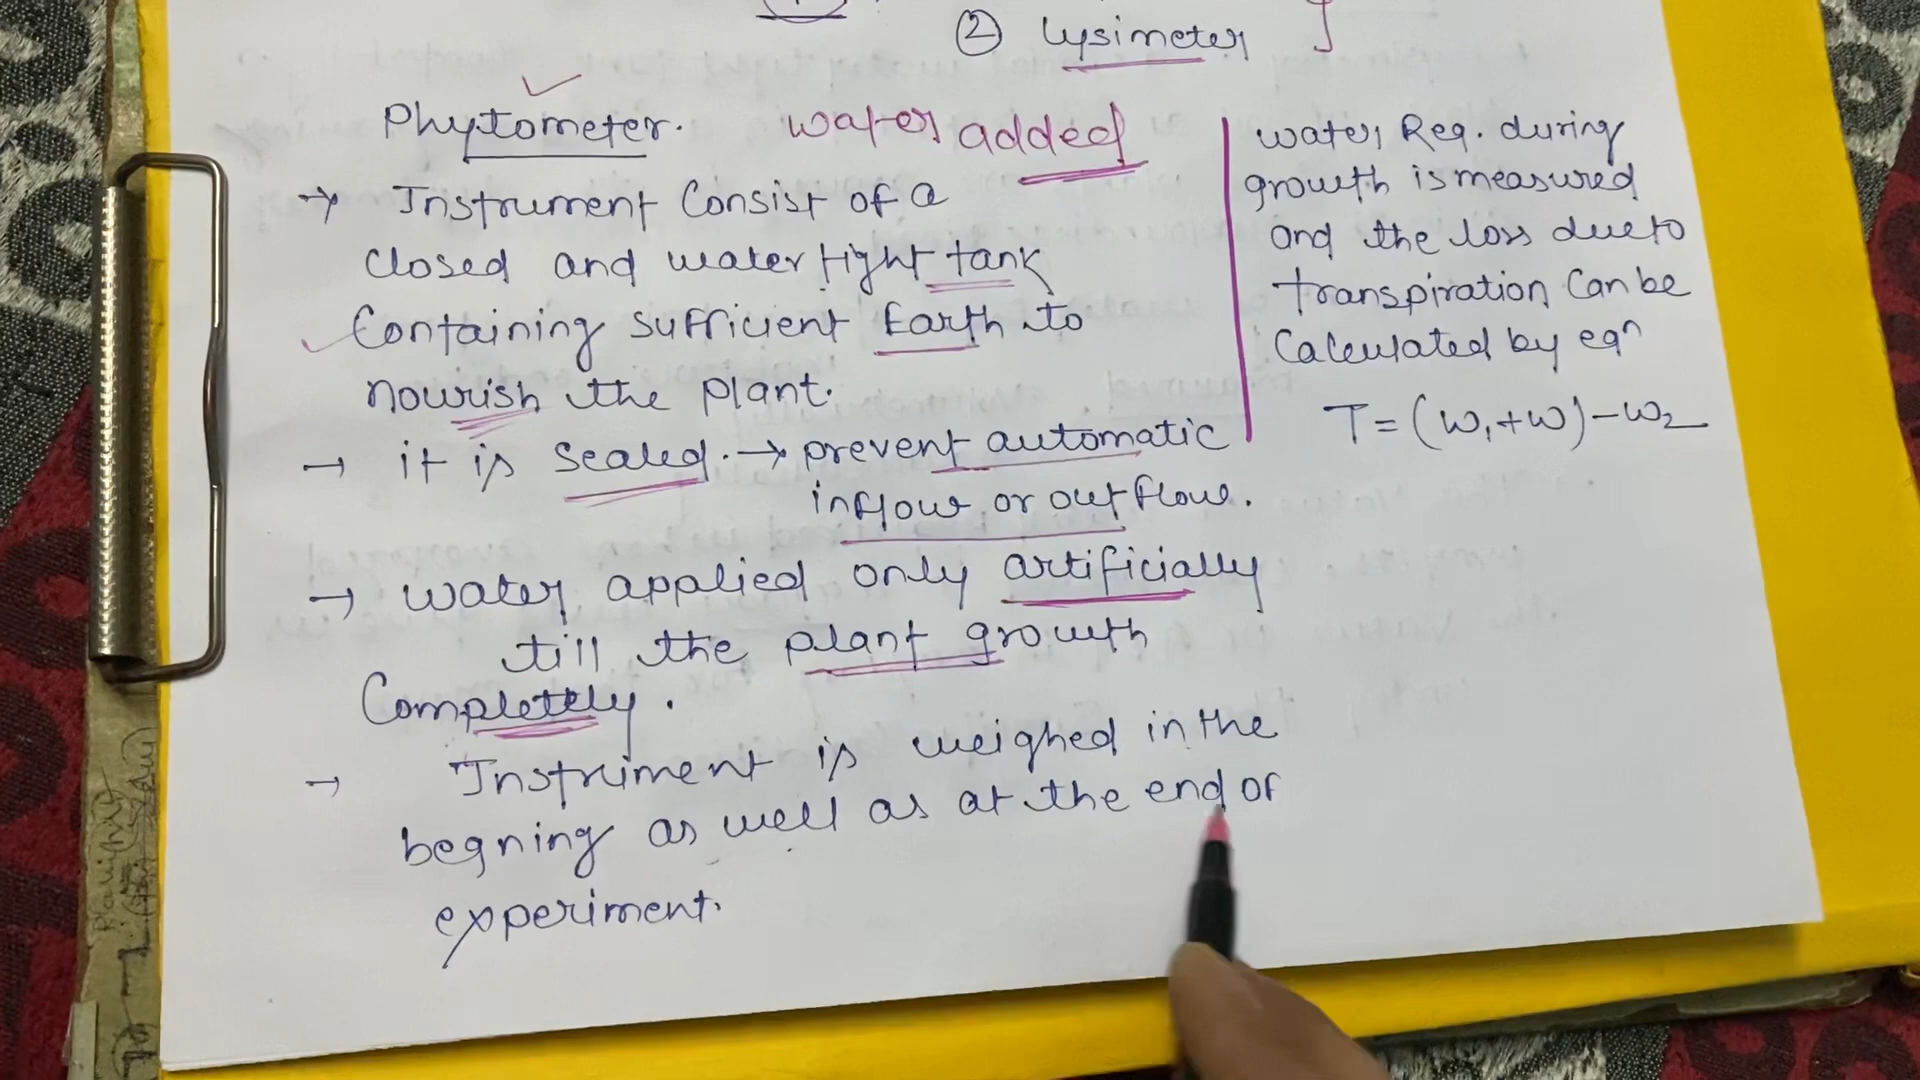 ② Lysimeter
Phytometer. water added
→ Instrument Consist of a
closed and water tight tank
Containing sufficient Earth to
nourish the plant.
→ it is sealed. → prevent automatic
inflow or outflow.
→ water applied only artificially
till the plant growth
Completely.
→ Instriment is weighed in the
begning as well as at the end of
experiment.
water Req. during
growth is measured
and the loss due to
transpiration Can be
Calculated by eqⁿ
T = (W₁+W) - W₂